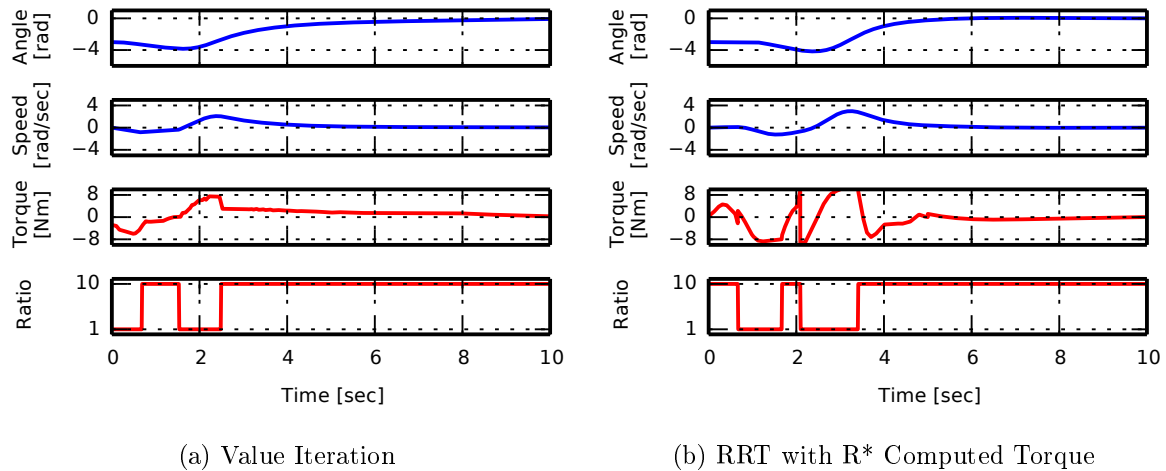 Angle
[rad]
0
−4
Speed
[rad/sec]
4
0
−4
Torque
[Nm]
8
0
−8
Ratio
10
1
0 2 4 6 8 10
Time [sec]
(a) Value Iteration
Angle
[rad]
0
−4
Speed
[rad/sec]
4
0
−4
Torque
[Nm]
8
0
−8
Ratio
10
1
0 2 4 6 8 10
Time [sec]
(b) RRT with R* Computed Torque